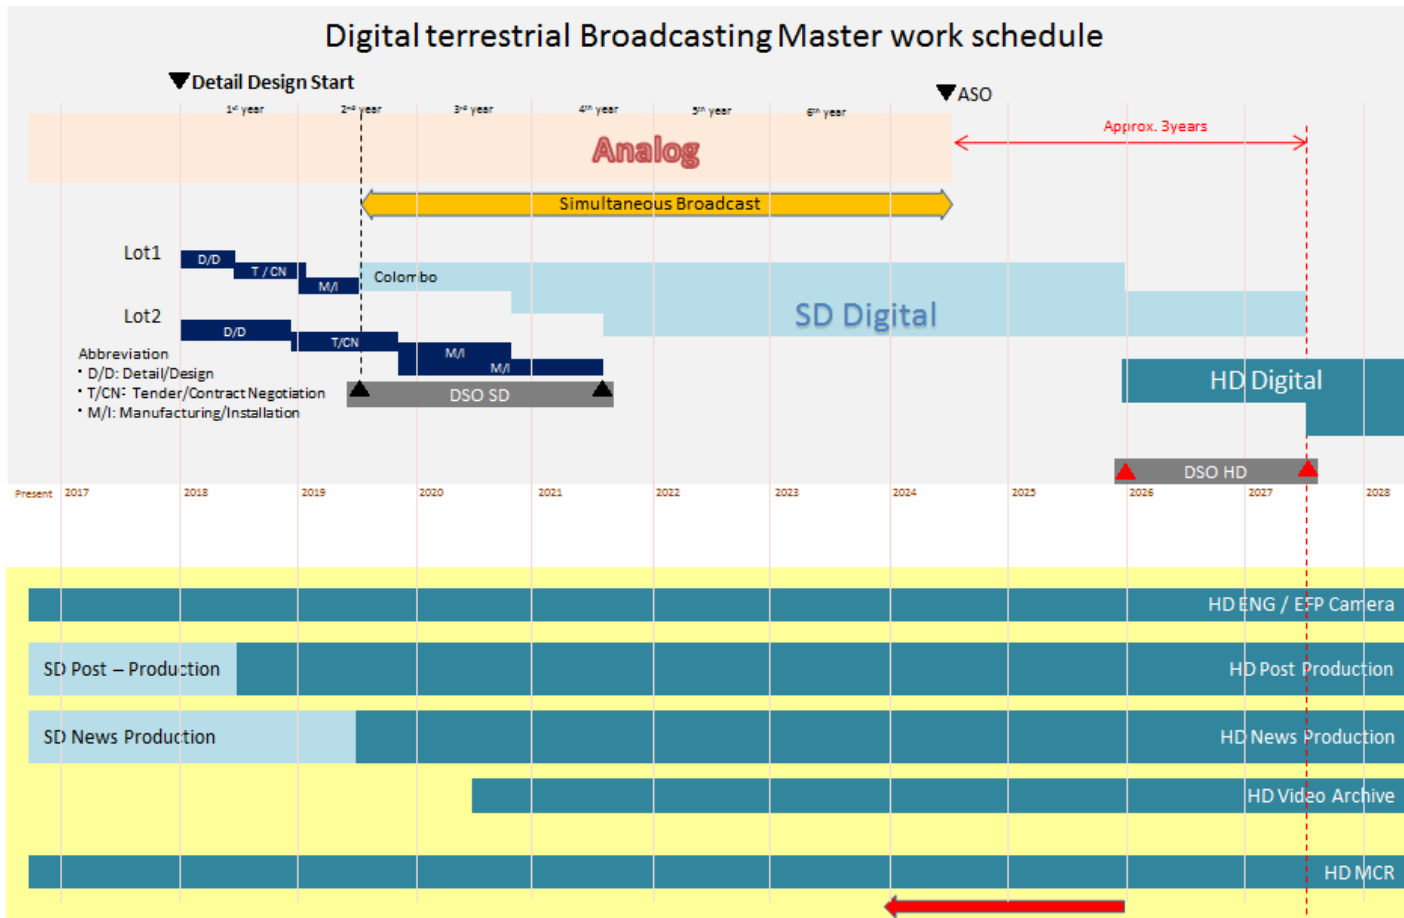 Digital terrestrial Broadcasting Master work schedule
▼Detail Design Start
▼ASO
1st year 2nd year 3rd year 4th year 5th year 6th year
Approx. 3years
Analog
Simultaneous Broadcast
Lot1
D/D
T / CN
M/I
Colombo
SD Digital
Lot2
D/D
T/CN
M/I
M/I
Abbreviation
・D/D: Detail/Design
・T/CN: Tender/Contract Negotiation
・M/I: Manufacturing/Installation
DSO SD
HD Digital
DSO HD
Present 2017 2018 2019 2020 2021 2022 2023 2024 2025 2026 2027 2028
HD ENG / EFP Camera
SD Post – Production HD Post Production
SD News Production HD News Production
HD Video Archive
HD MCR